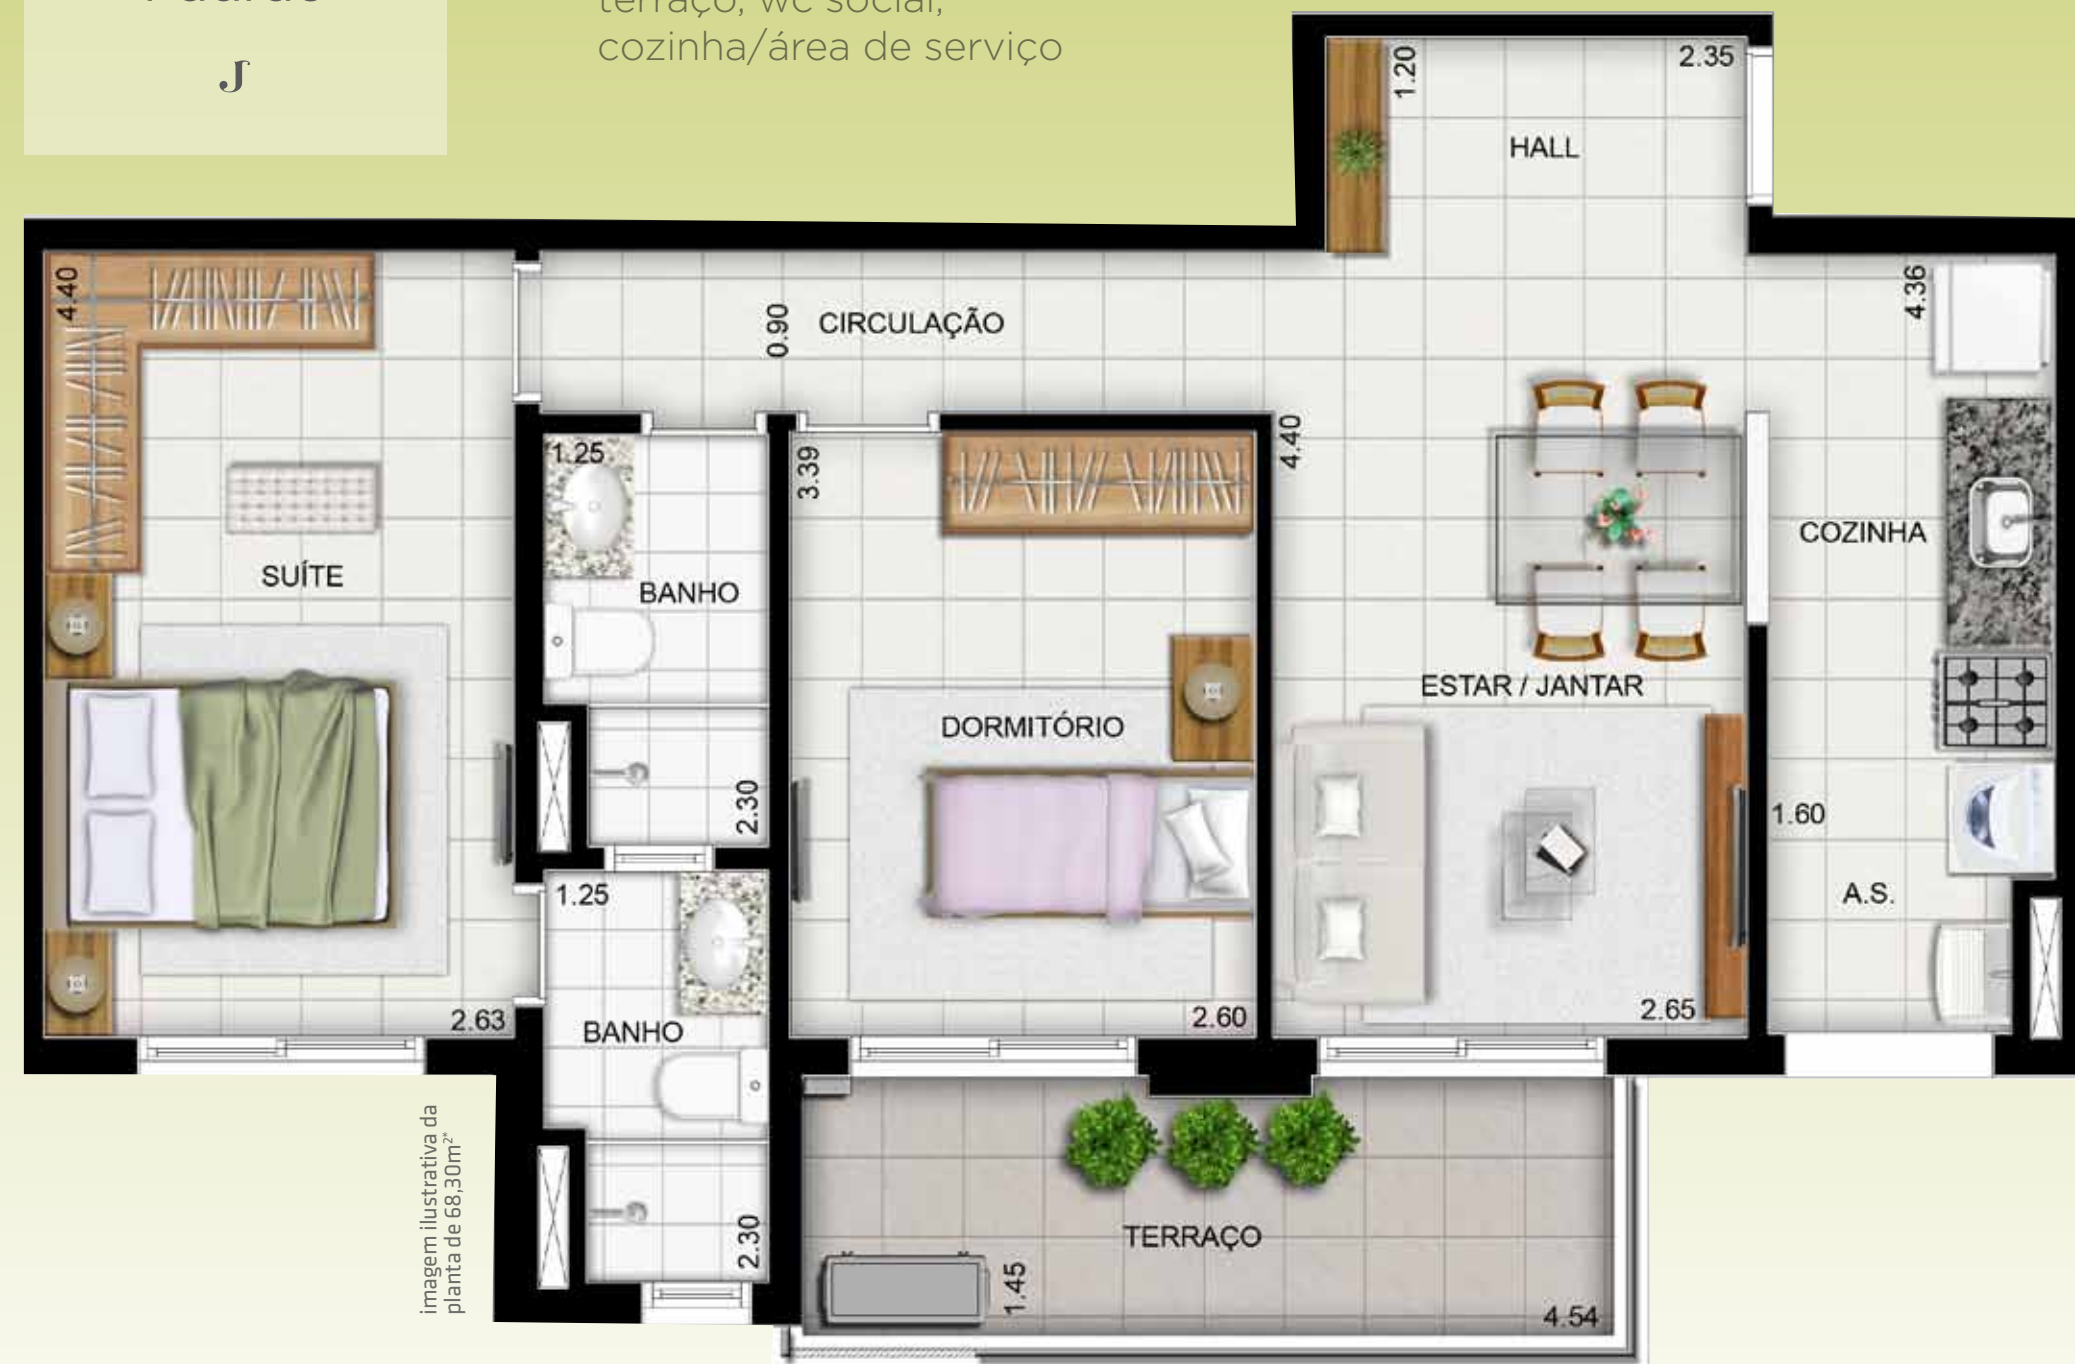 terraço, wc social,
cozinha/área de serviço
J
1.20
2.35
HALL
4.40
0.90
CIRCULAÇÃO
4.36
1.25
3.39
4.40
SUÍTE
BANHO
COZINHA
ESTAR / JANTAR
DORMITÓRIO
2.30
1.60
1.25
A.S.
2.63
BANHO
2.60
2.65
imagem ilustrativa da
planta de 68,30m²*
2.30
TERRAÇO
1.45
4.54